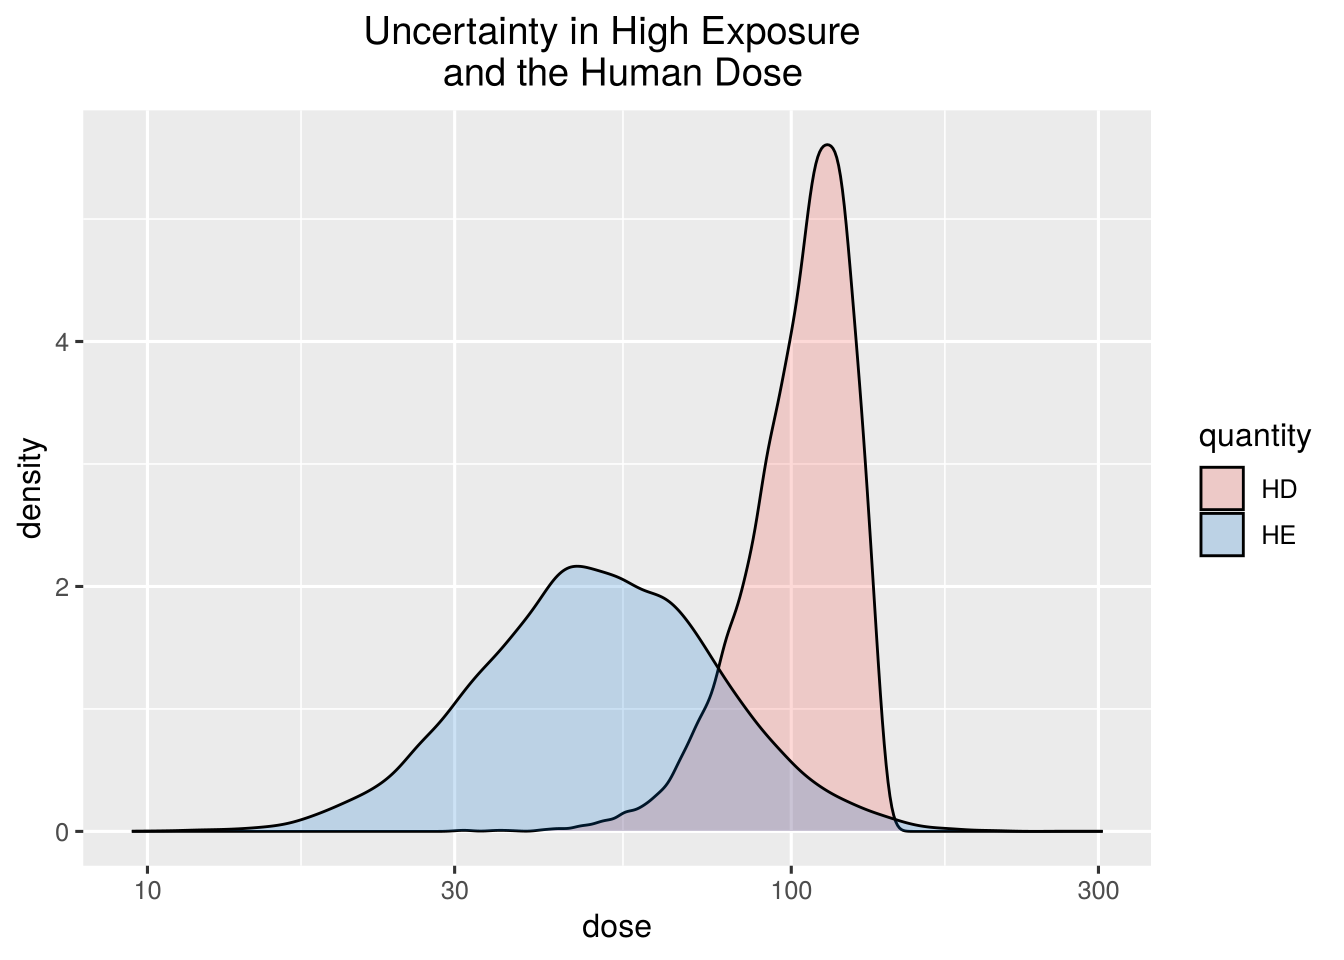 Uncertainty in High Exposure
and the Human Dose
density
4
2
0
10 30 100 300
dose
quantity
HD
HE